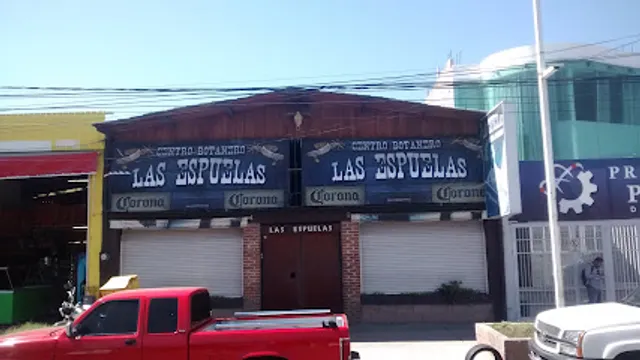 CENTRO BOTANERO
LAS ESPUELAS
Corona
Corona
CENTRO BOTANERO
LAS ESPUELAS
Corona
Corona
LAS ESPUELAS
PR